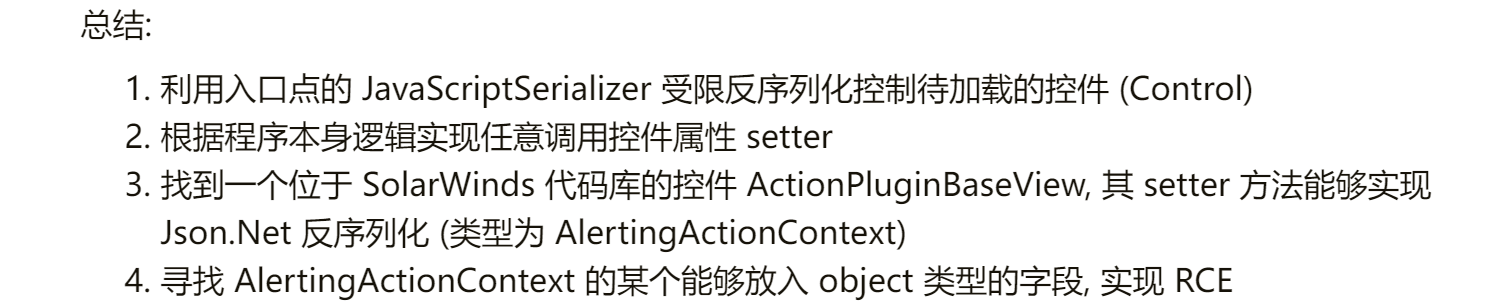 总结:
1. 利用入口点的 JavaScriptSerializer 受限反序列化控制待加载的控件 (Control)
2. 根据程序本身逻辑实现任意调用控件属性 setter
3. 找到一个位于 SolarWinds 代码库的控件 ActionPluginBaseView, 其 setter 方法能够实现
Json.Net 反序列化 (类型为 AlertingActionContext)
4. 寻找 AlertingActionContext 的某个能够放入 object 类型的字段, 实现 RCE